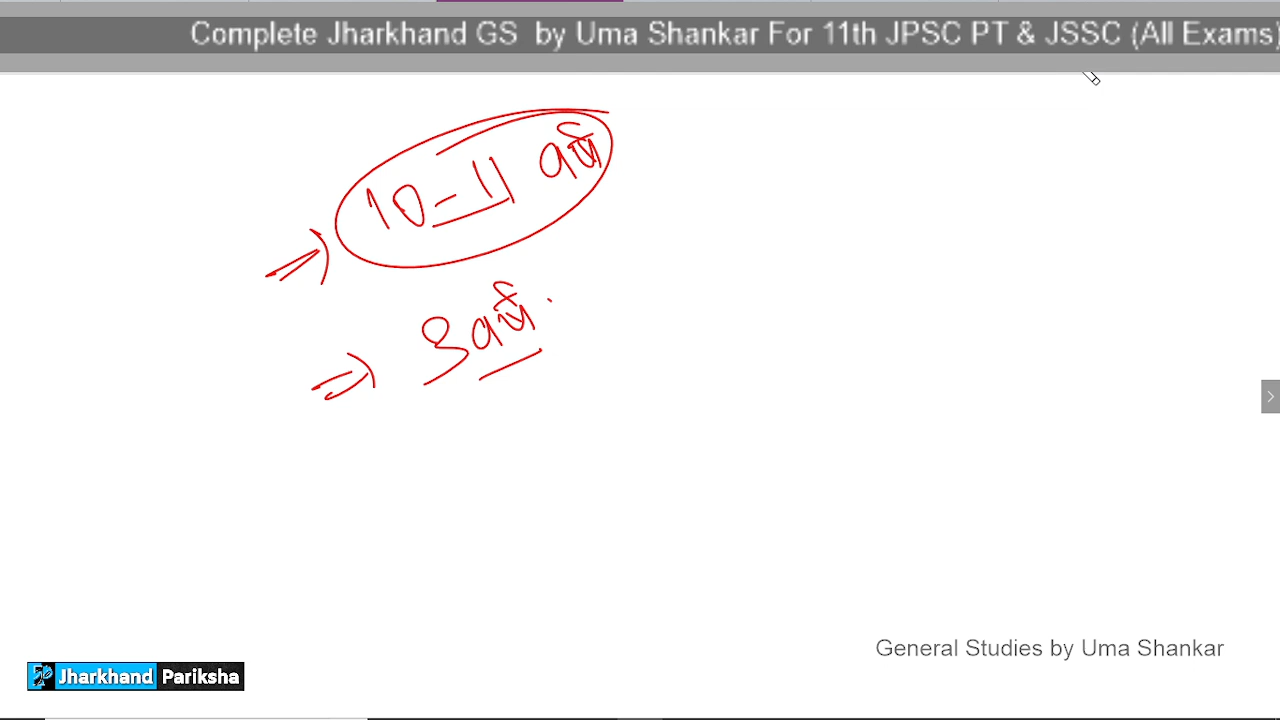 Complete Jharkhand GS by Uma Shankar For 11th JPSC PT & JSSC (All Exams)
10-11 वर्ष
3 वर्ष
General Studies by Uma Shankar
Jharkhand Pariksha